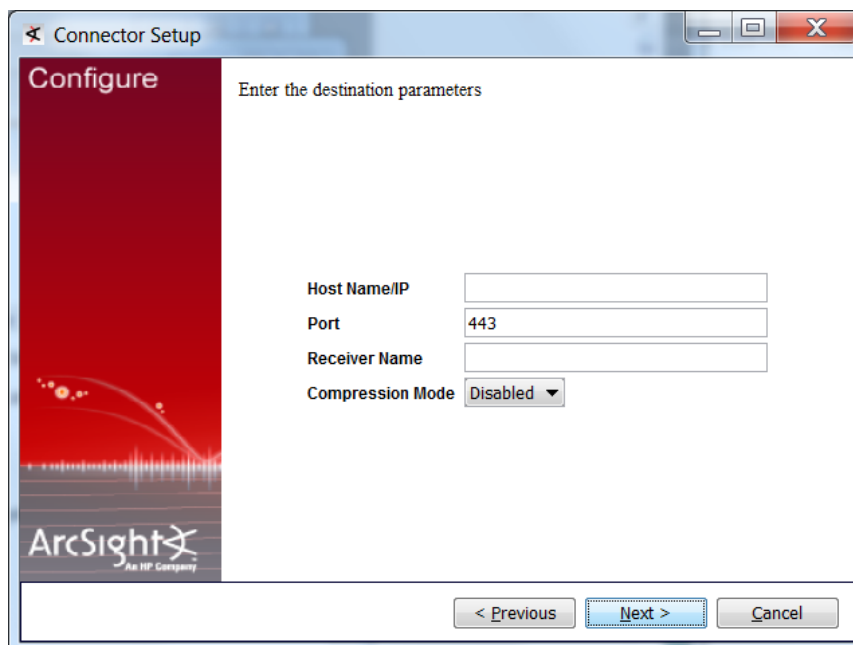 Connector Setup
Configure
Enter the destination parameters
Host Name/IP
Port 443
Receiver Name
Compression Mode Disabled
ArcSight
An HP Company
< Previous Next > Cancel